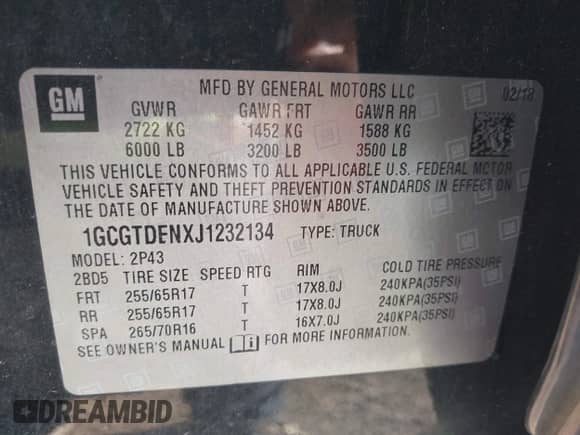 GM
MFD BY GENERAL MOTORS LLC 02/18
GVWR GAWR FRT GAWR RR
2722 KG 1452 KG 1588 KG
6000 LB 3200 LB 3500 LB
THIS VEHICLE CONFORMS TO ALL APPLICABLE U.S. FEDERAL MOTOR
VEHICLE SAFETY AND THEFT PREVENTION STANDARDS IN EFFECT ON
THE DATE OF MANUFACTURE SHOWN ABOVE.
1GCGTDENXJ1232134 TYPE: TRUCK
MODEL: 2P43
2BD5 TIRE SIZE SPEED RTG RIM COLD TIRE PRESSURE
FRT 255/65R17 T 17X8.0J 240KPA(35PSI)
RR 255/65R17 T 17X8.0J 240KPA(35PSI)
SPA 265/70R16 T 16X7.0J 240KPA(35PSI)
SEE OWNER'S MANUAL FOR MORE INFORMATION.
DREAMBID